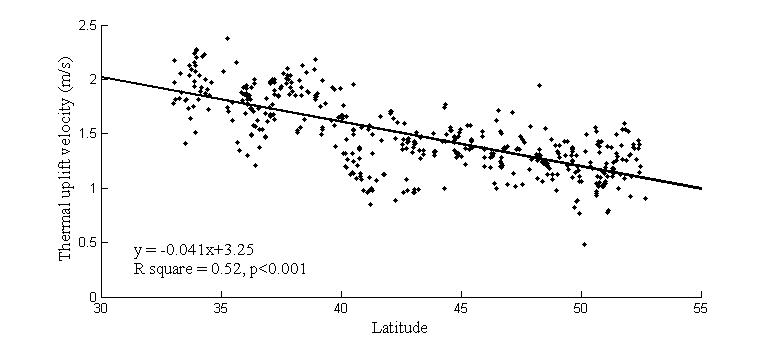 2.5
2
1.5
1
0.5
0
Thermal uplift velocity (m/s)
y = -0.041x+3.25
R square = 0.52, p<0.001
30 35 40 45 50 55
Latitude